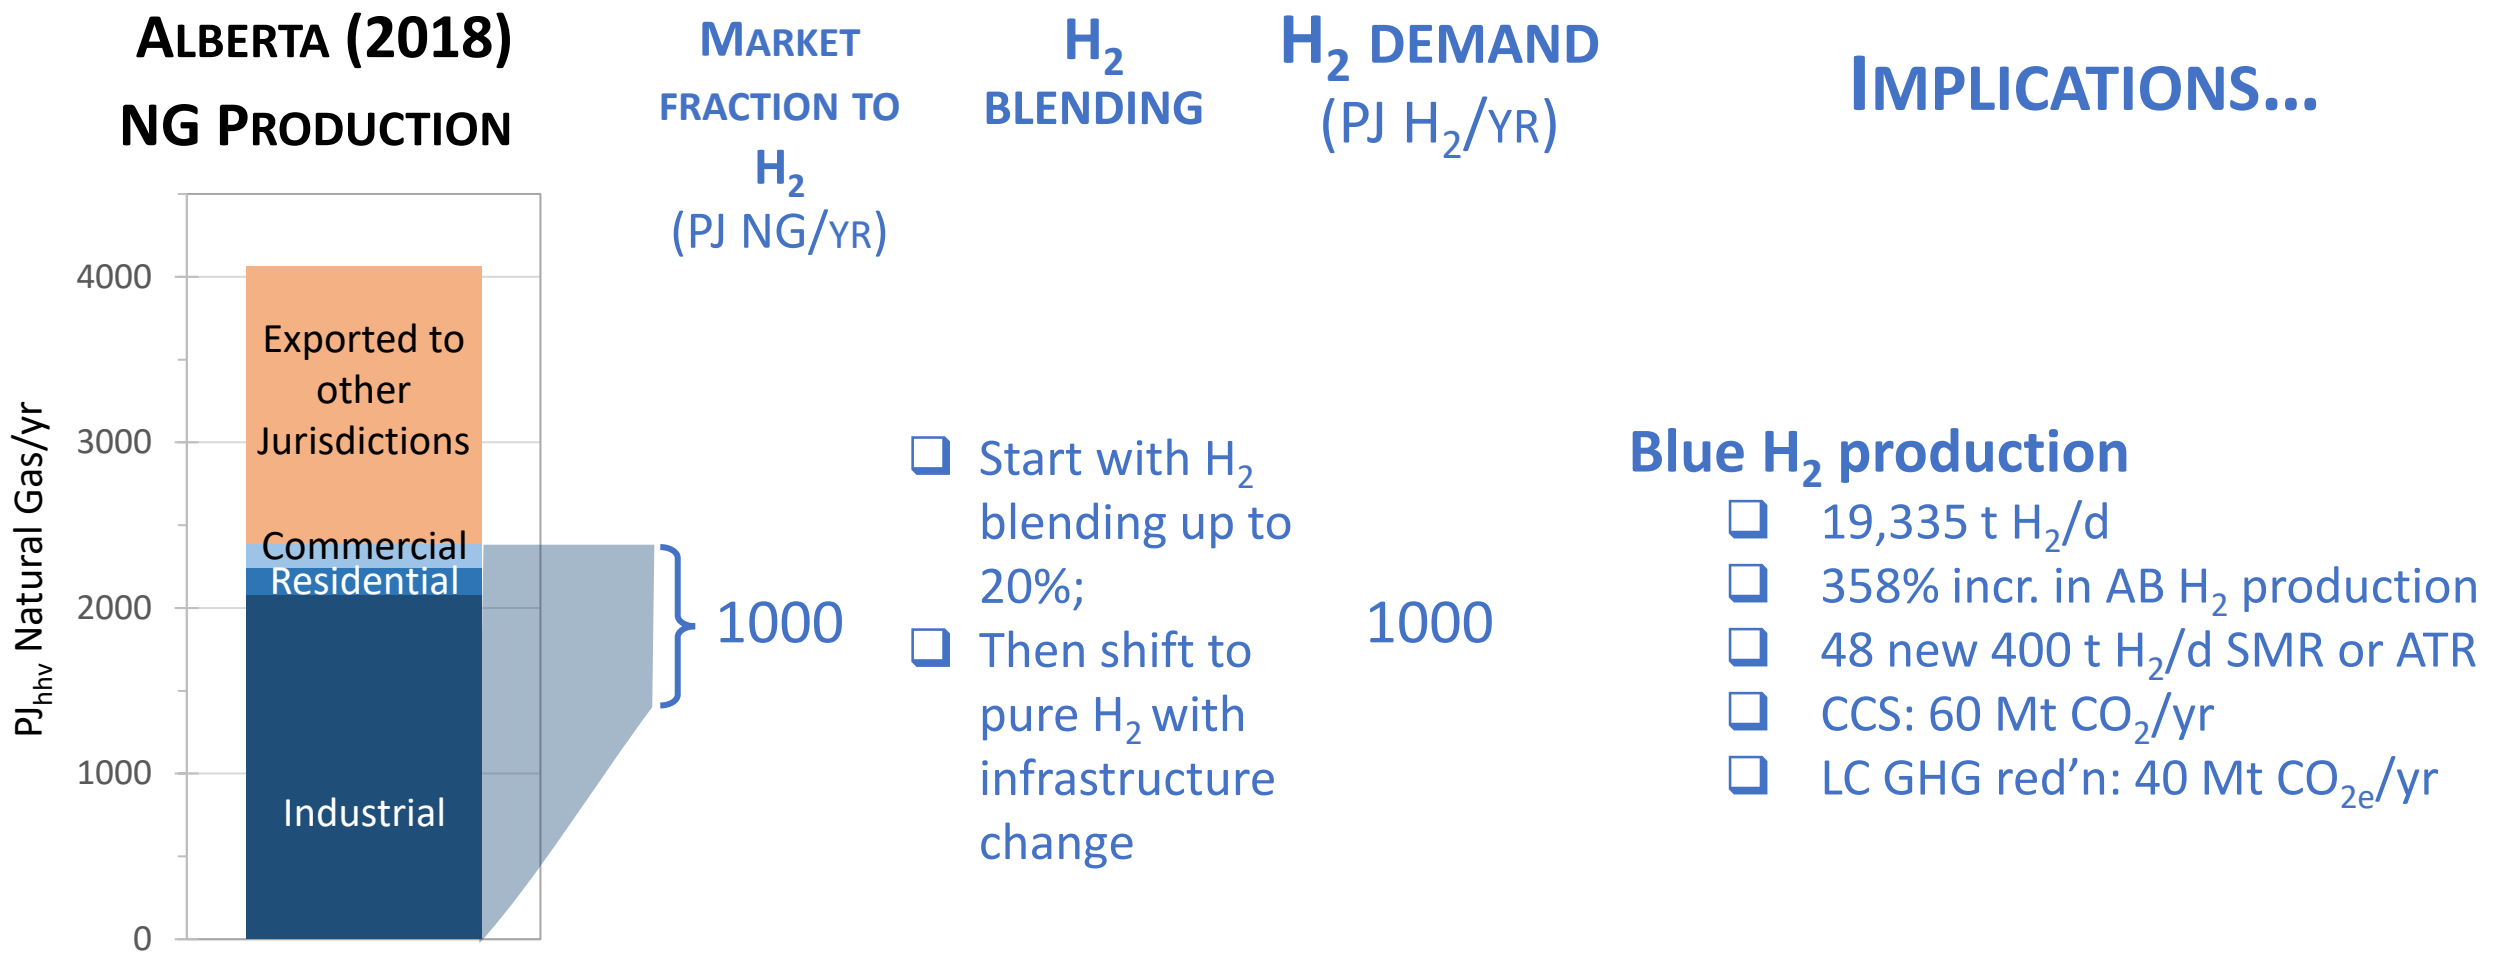 ALBERTA (2018)
NG PRODUCTION
MARKET
FRACTION TO
H2
(PJ NG/YR)
H2
BLENDING
H2 DEMAND
(PJ H2/YR)
IMPLICATIONS...
PJhhv Natural Gas/yr
4000
3000
2000
1000
0
Exported to
other
Jurisdictions
Commercial
Residential
Industrial
1000
❑ Start with H2
blending up to
20%;
❑ Then shift to
pure H2 with
infrastructure
change
1000
Blue H2 production
❑ 19,335 t H2/d
❑ 358% incr. in AB H2 production
❑ 48 new 400 t H2/d SMR or ATR
❑ CCS: 60 Mt CO2/yr
❑ LC GHG red’n: 40 Mt CO2e/yr